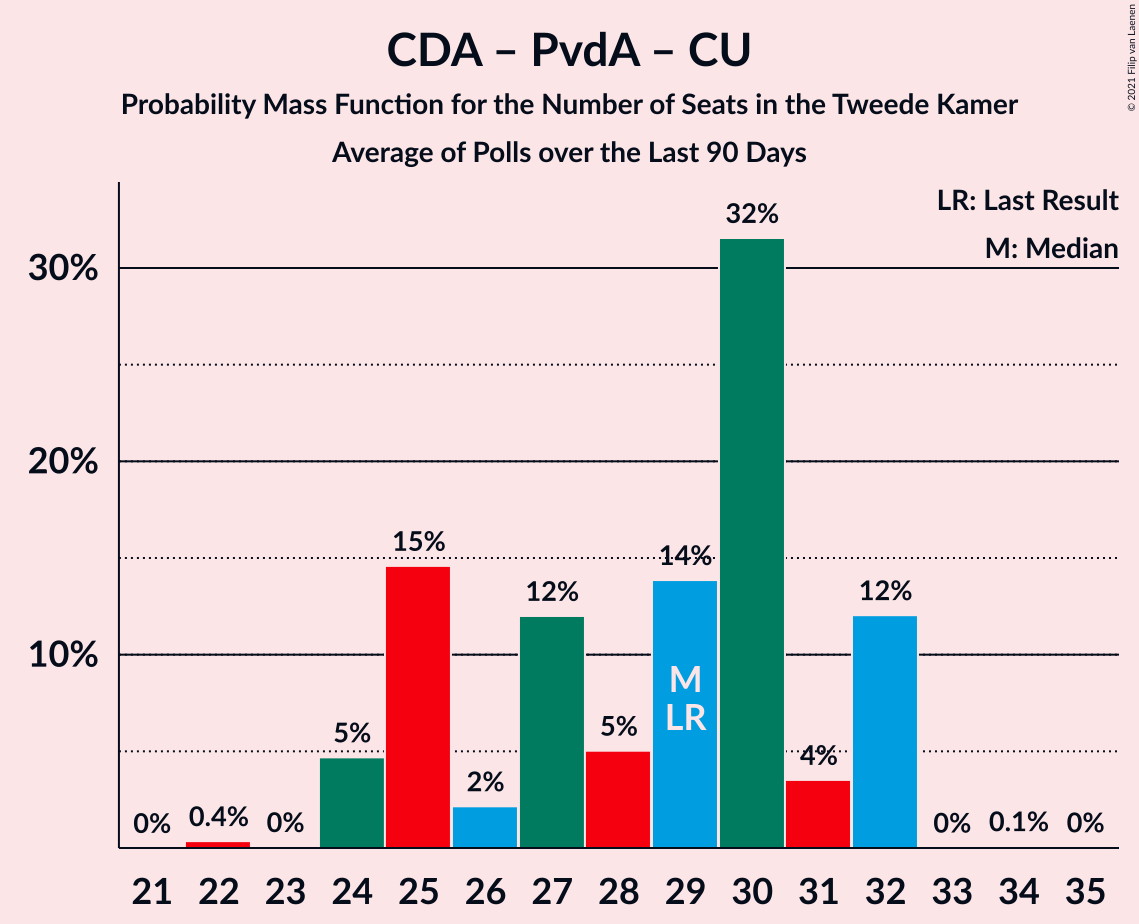 CDA – PvdA – CU
Probability Mass Function for the Number of Seats in the Tweede Kamer
Average of Polls over the Last 90 Days
© 2021 Filip van Laenen
LR: Last Result
M: Median
30%
20%
10%
0%
0.4%
0%
5%
15%
2%
12%
5%
14%
32%
4%
12%
0%
0.1%
0%
M
LR
21 22 23 24 25 26 27 28 29 30 31 32 33 34 35